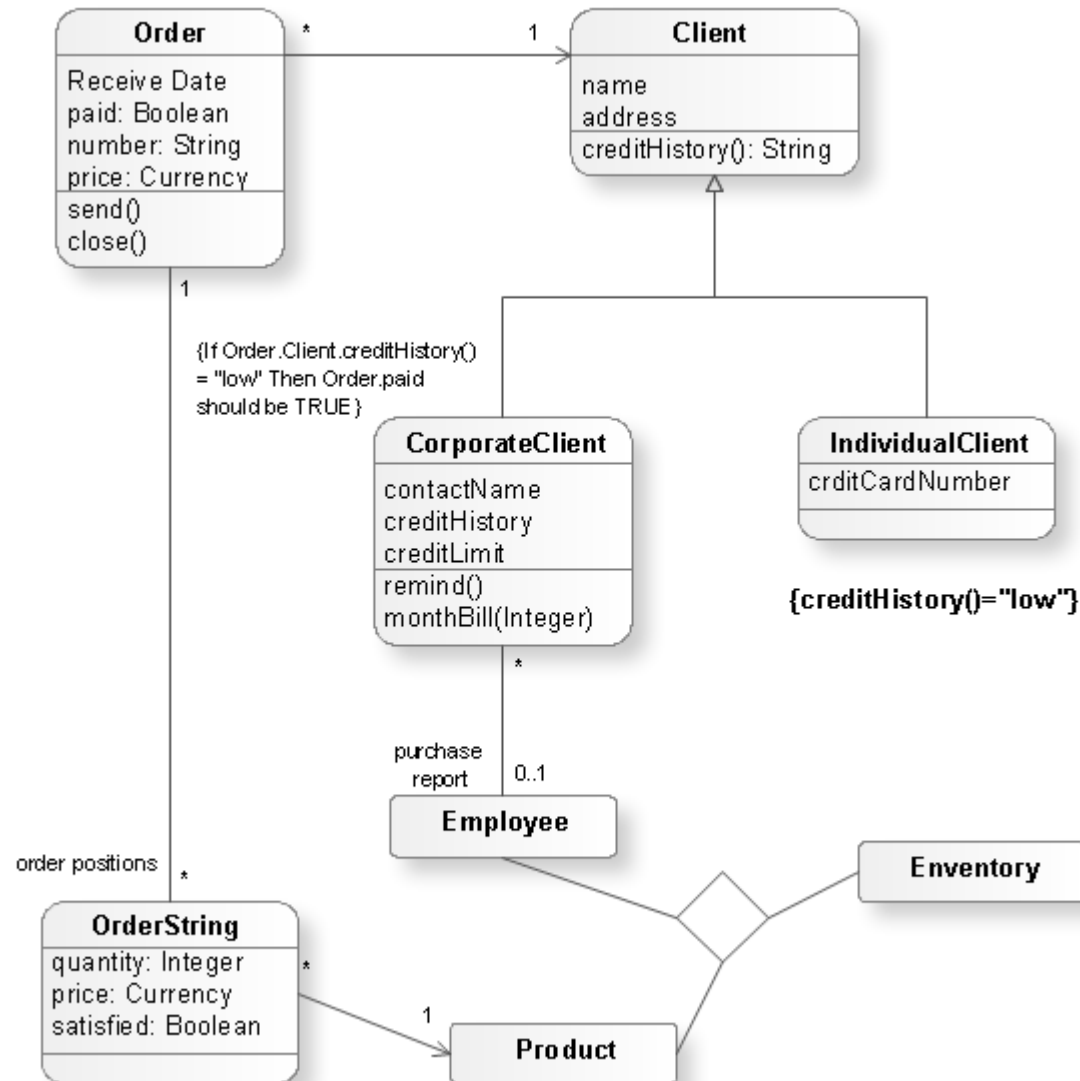 Order
Receive Date
paid: Boolean
number: String
price: Currency
send()
close()
*
1
Client
name
address
creditHistory(): String
1
{If Order.Client.creditHistory()
= "low" Then Order.paid
should be TRUE}
CorporateClient
contactName
creditHistory
creditLimit
remind()
monthBill(Integer)
IndividualClient
crditCardNumber
{creditHistory()="low"}
*
purchase
report
0..1
Employee
Enventory
order positions
*
OrderString
quantity: Integer
price: Currency
satisfied: Boolean
*
1
Product